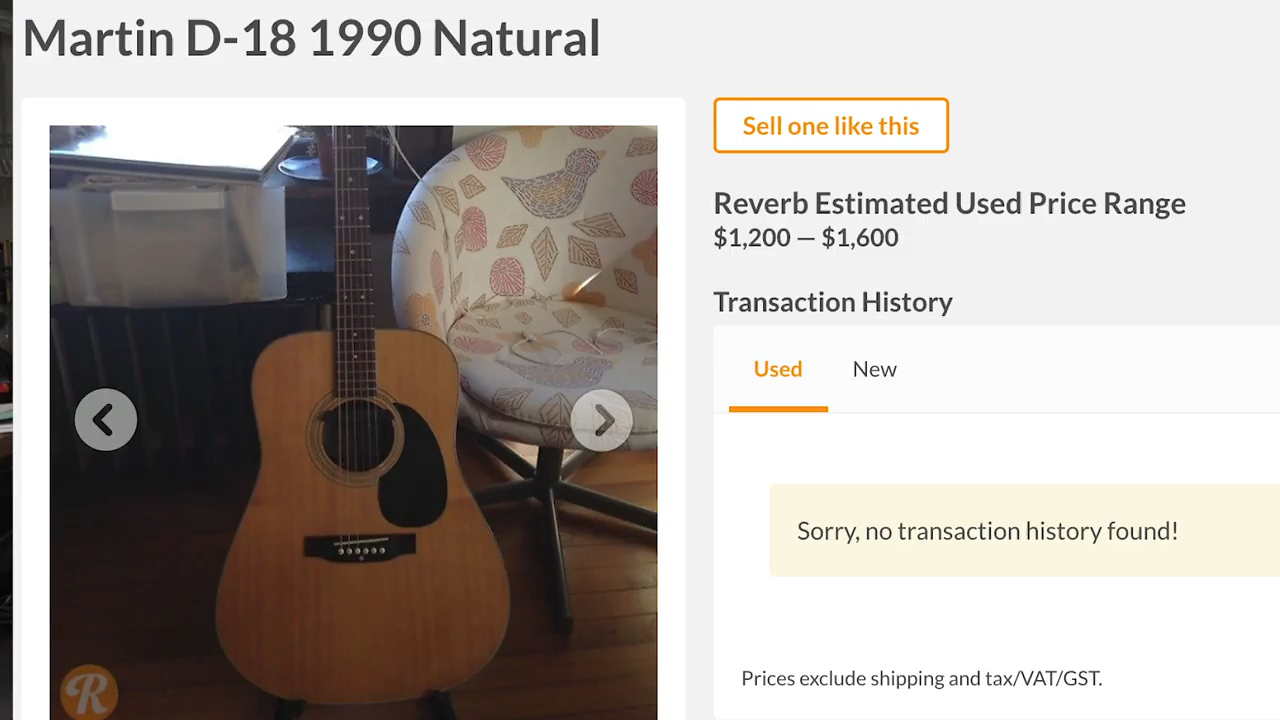 Martin D-18 1990 Natural
Sell one like this
Reverb Estimated Used Price Range
$1,200 — $1,600
Transaction History
Used
New
Sorry, no transaction history found!
Prices exclude shipping and tax/VAT/GST.
R